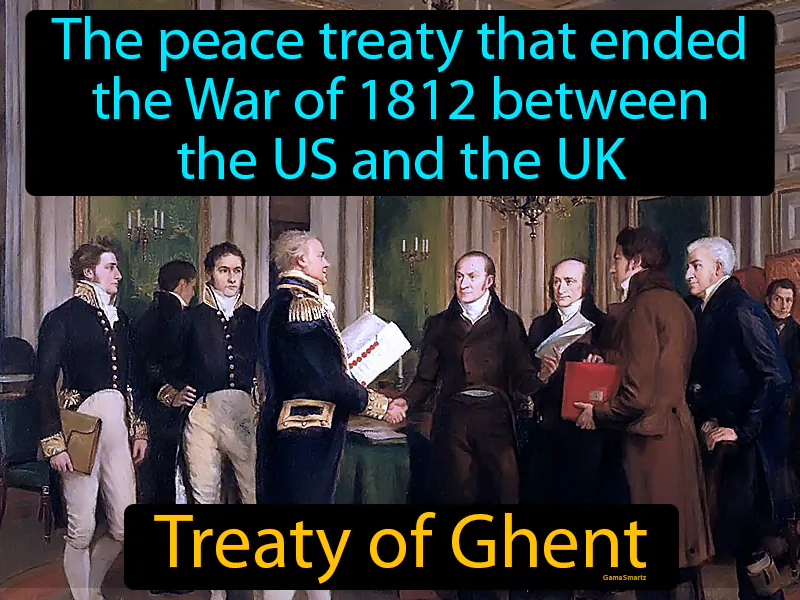 The peace treaty that ended
the War of 1812 between
the US and the UK
Treaty of Ghent
GameSmartz